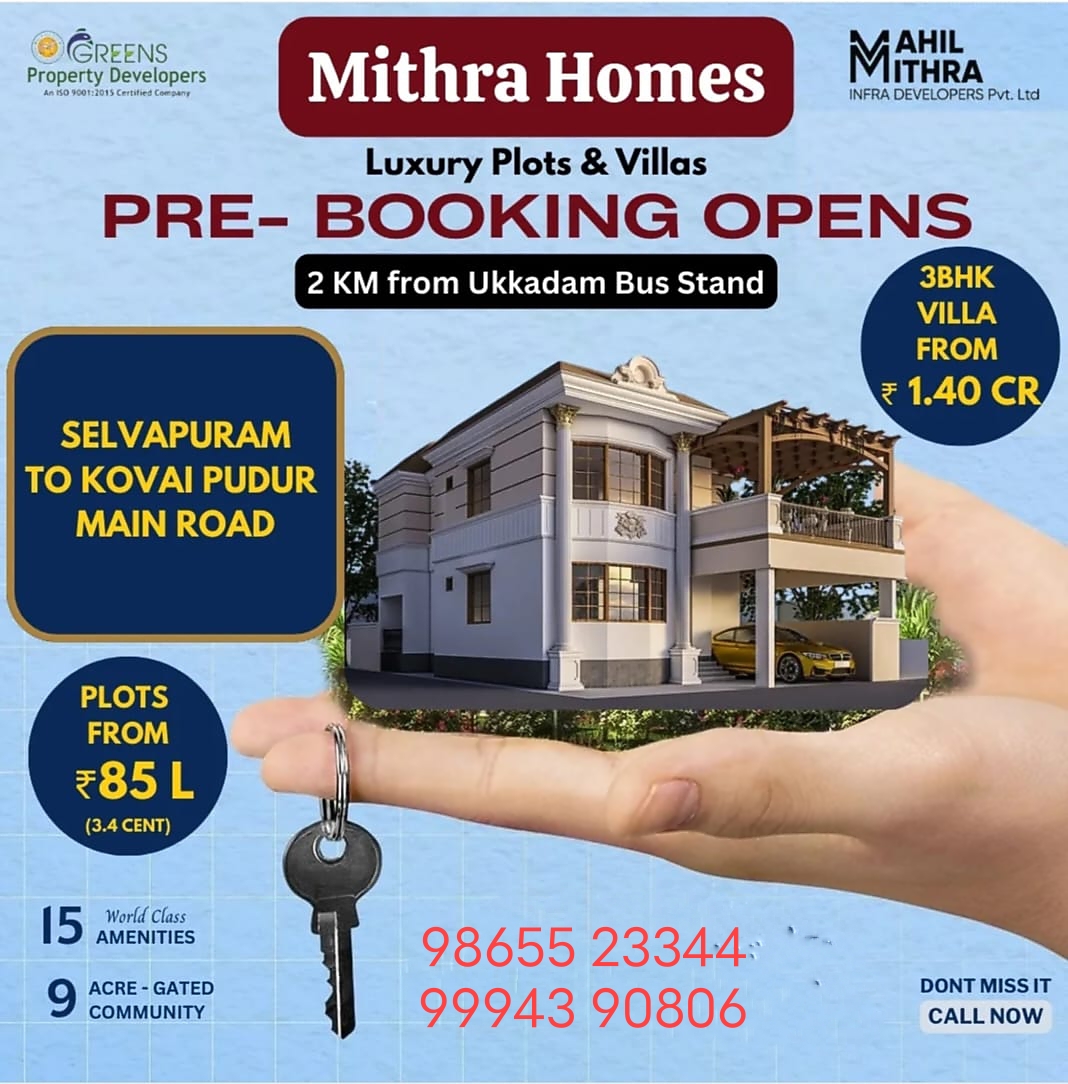 GREENS
Property Developers
An ISO 9001:2015 Certified Company
Mithra Homes
MAHIL
MITHRA
INFRA DEVELOPERS Pvt. Ltd
Luxury Plots & Villas
PRE- BOOKING OPENS
2 KM from Ukkadam Bus Stand
3BHK
VILLA
FROM
₹ 1.40 CR
SELVAPURAM
TO KOVAI PUDUR
MAIN ROAD
PLOTS
FROM
₹85 L
(3.4 CENT)
15 World Class
AMENITIES
9 ACRE - GATED
COMMUNITY
98655 23344
99943 90806
DONT MISS IT
CALL NOW